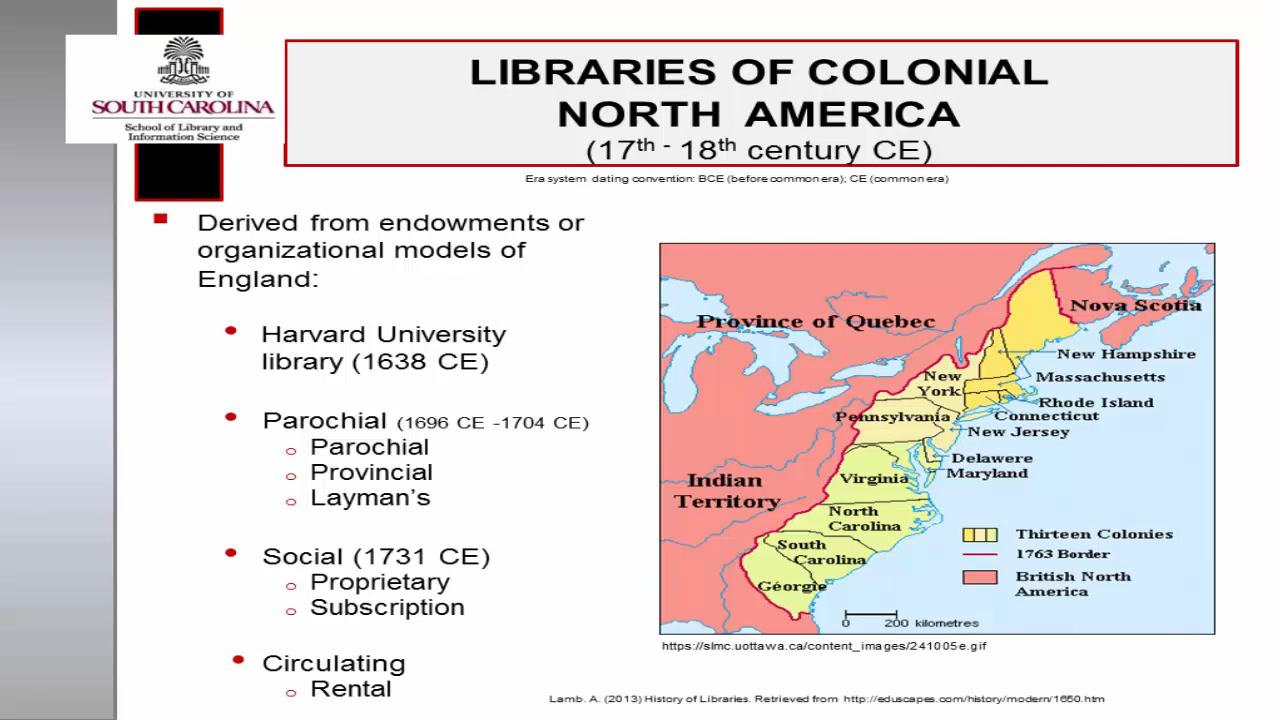 UNIVERSITY OF
SOUTH CAROLINA
School of Library and
Information Science
LIBRARIES OF COLONIAL
NORTH AMERICA
(17th - 18th century CE)
Era system dating convention: BCE (before common era); CE (common era)
Derived from endowments or
organizational models of
England:
Harvard University
library (1638 CE)
Parochial (1696 CE -1704 CE)
Parochial
Provincial
Layman's
Social (1731 CE)
Proprietary
Subscription
Circulating
Rental
Province of Quebec
Nova Scotia
New Hampshire
Massachusetts
Rhode Island
Connecticut
New Jersey
New
York
Pennsylvania
Delawere
Maryland
Indian
Territory
Virginia
North
Carolina
South
Carolina
Géorgie
Thirteen Colonies
1763 Border
British North
America
0 200 kilometres
https://slmc.uottawa.ca/content_images/241005e.gif
Lamb. A. (2013) History of Libraries. Retrieved from http://eduscapes.com/history/modern/1650.htm